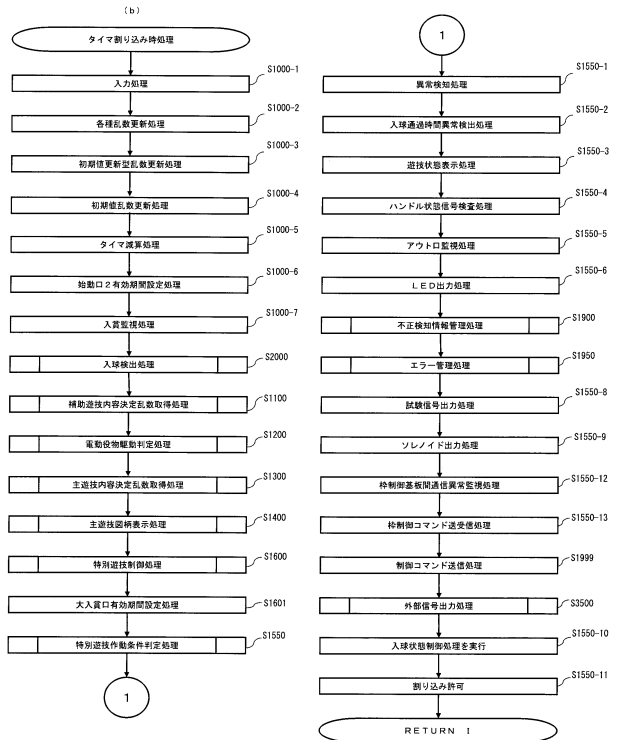 (b)
タイマ割り込み時処理
S1000-1
入力処理
S1000-2
各種乱数更新処理
S1000-3
初期値更新型乱数更新処理
S1000-4
初期値乱数更新処理
S1000-5
タイマ減算処理
S1000-6
始動口2有効期間設定処理
S1000-7
入賞監視処理
S2000
入球検出処理
S1100
補助遊技内容決定乱数取得処理
S1200
電動役物駆動判定処理
S1300
主遊技内容決定乱数取得処理
S1400
主遊技図柄表示処理
S1600
特別遊技制御処理
S1601
大入賞口有効期間設定処理
S1550
特別遊技作動条件判定処理
1
1
S1550-1
異常検知処理
S1550-2
入球通過時間異常検出処理
S1550-3
遊技状態表示処理
S1550-4
ハンドル状態信号検査処理
S1550-5
アウトロ監視処理
S1550-6
LED出力処理
S1900
不正検知情報管理処理
S1950
エラー管理処理
S1550-8
試験信号出力処理
S1550-9
ソレノイド出力処理
S1550-12
枠制御基板間通信異常監視処理
S1550-13
枠制御コマンド送受信処理
S1999
制御コマンド送信処理
S3500
外部信号出力処理
S1550-10
入球状態制御処理を実行
S1550-11
割り込み許可
RETURN I